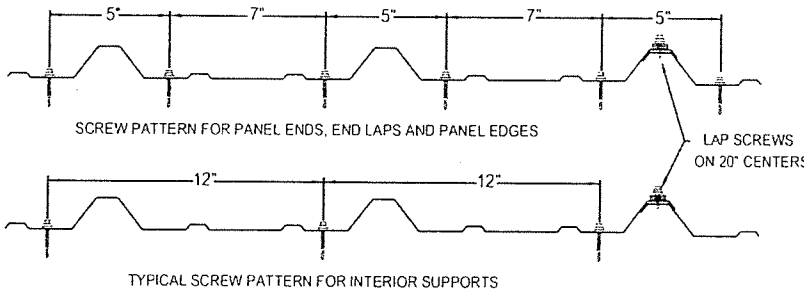 5" 7" 5" 7" 5"
SCREW PATTERN FOR PANEL ENDS, END LAPS AND PANEL EDGES
LAP SCREWS
ON 20" CENTERS
12" 12"
TYPICAL SCREW PATTERN FOR INTERIOR SUPPORTS